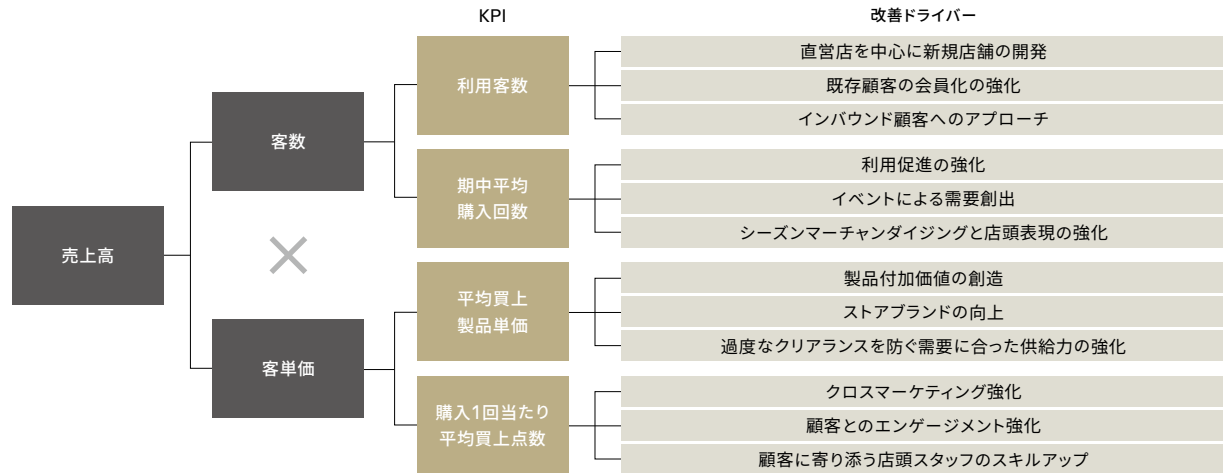 KPI
改善ドライバー
売上高
客数
×
客単価
利用客数
直営店を中心に新規店舗の開発
既存顧客の会員化の強化
インバウンド顧客へのアプローチ
期中平均
購入回数
利用促進の強化
イベントによる需要創出
シーズンマーチャンダイジングと店頭表現の強化
平均買上
製品単価
製品付加価値の創造
ストアブランドの向上
過度なクリアランスを防ぐ需要に合った供給力の強化
購入1回当たり
平均買上点数
クロスマーケティング強化
顧客とのエンゲージメント強化
顧客に寄り添う店頭スタッフのスキルアップ